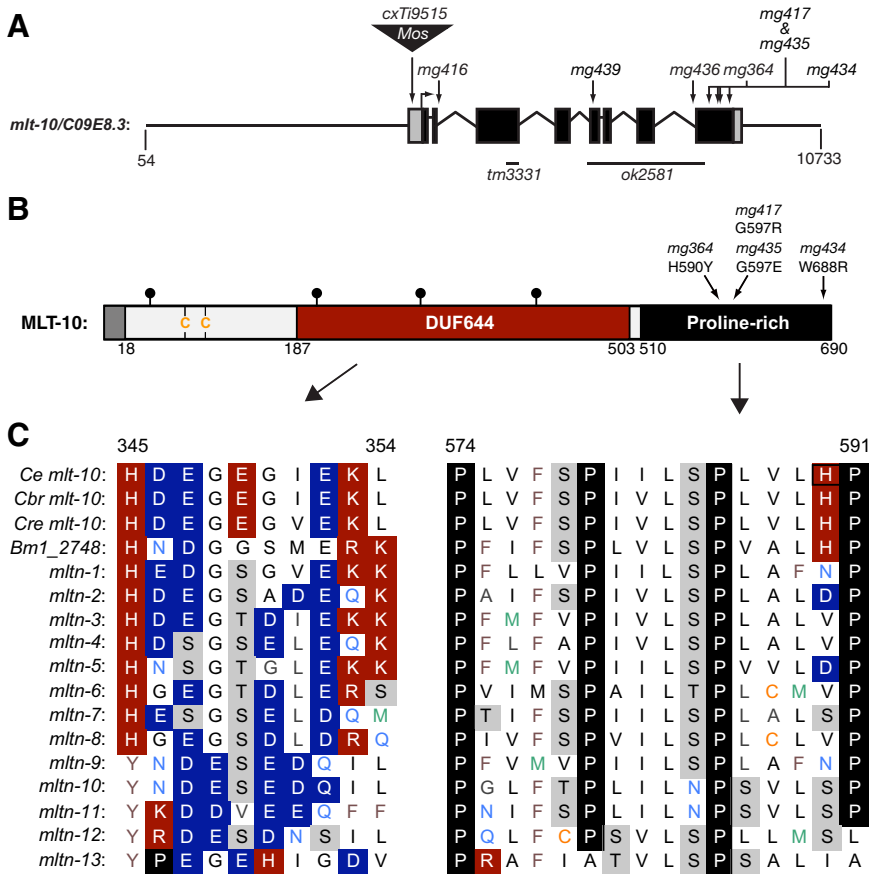 A
cxTi9515
Mos
mg416
mg439
mg436
mg364
mg417
&
mg435
mg434
mlt-10/C09E8.3:
54
10733
tm3331
ok2581
B
mg417
G597R
mg364
H590Y
mg435
G597E
mg434
W688R
MLT-10:
C C
DUF644
Proline-rich
18 187 503 510 690
C
345 354 574 591
Ce mlt-10: H D E G E G I E K L P L V F S P I I L S P L V L H P
Cbr mlt-10: H D E G E G I E K L P L V F S P I V L S P L V L H P
Cre mlt-10: H D E G E G V E K L P L V F S P I V L S P L V L H P
Bm1_2748: H N D G G S M E R K P F I F S P L V L S P V A L H P
mltn-1: H E D G S G V E K K P F L L V P I I L S P L A F N P
mltn-2: H D E G S A D E Q K P A I F S P I V L S P L A L D P
mltn-3: H D E G T D I E K K P F M F V P I V L S P L A L V P
mltn-4: H D S G S E L E Q K P F L F A P I V L S P L A L V P
mltn-5: H N S G T G L E K K P F M F V P I I L S P V V L D P
mltn-6: H G E G T D L E R S P V I M S P A I L T P L C M V P
mltn-7: H E S G S E L D Q M P T I F S P I I L S P L A L S P
mltn-8: H G E G S D L D R Q P I V F S P V I L S P L C L V P
mltn-9: Y N D E S E D Q I L P F V M V P I I L S P L A F N P
mltn-10: Y N D E S E D Q I L P G L F T P L I L N P S V L S P
mltn-11: Y K D D V E E Q F F P N I F S P L I L N P S V L S P
mltn-12: Y R D E S D N S I L P Q L F C P S V L S P L L M S L
mltn-13: Y P E G E H I G D V P R A F I A T V L S P S A L I A